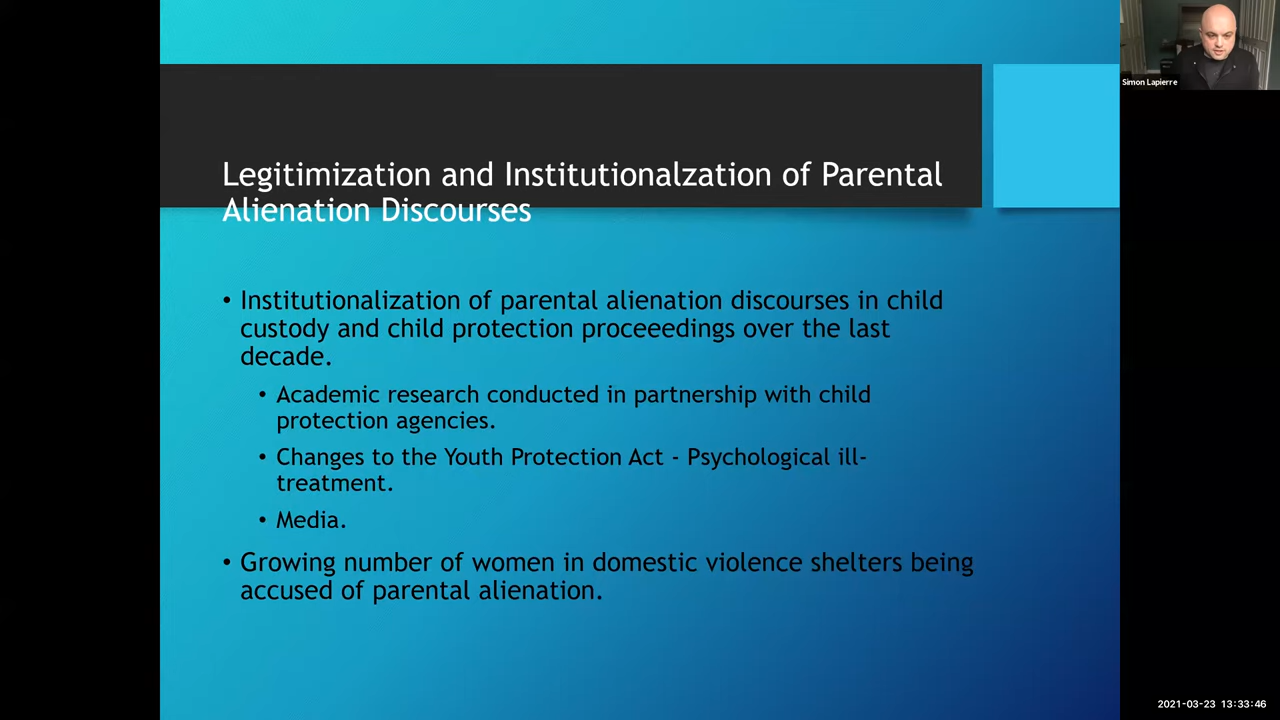 Legitimization and Institutionalzation of Parental
Alienation Discourses
• Institutionalization of parental alienation discourses in child
custody and child protection proceeedings over the last
decade.
• Academic research conducted in partnership with child
protection agencies.
• Changes to the Youth Protection Act - Psychological ill-
treatment.
• Media.
• Growing number of women in domestic violence shelters being
accused of parental alienation.
Simon Lapierre
2021-03-23 13:33:46